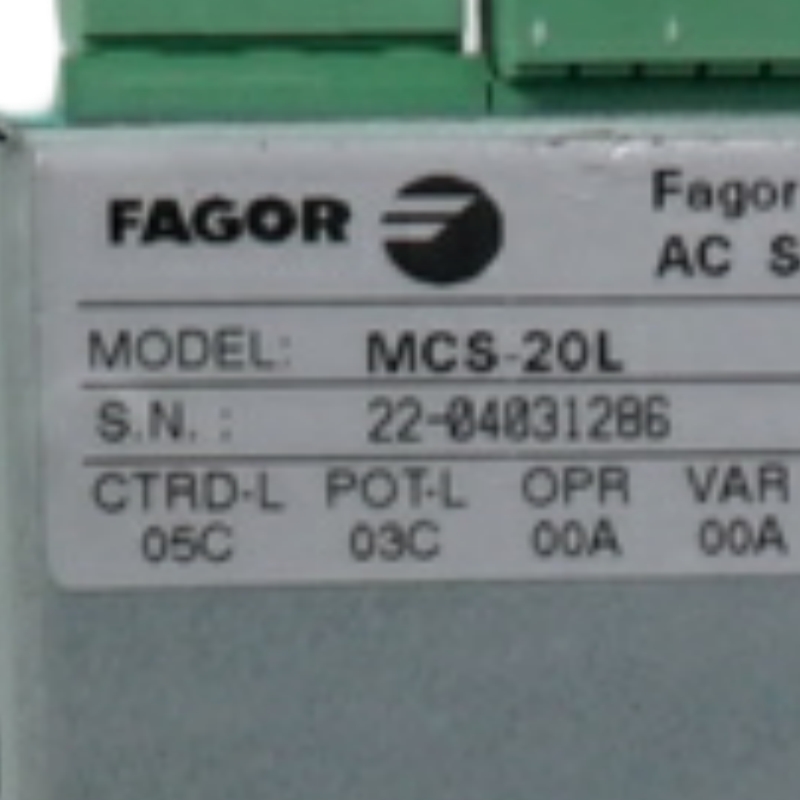 FAGOR Fagor
AC S
MODEL: MCS-20L
S.N. : 22-04031286
CTRD-L POT-L OPR VAR
05C 03C 00A 00A